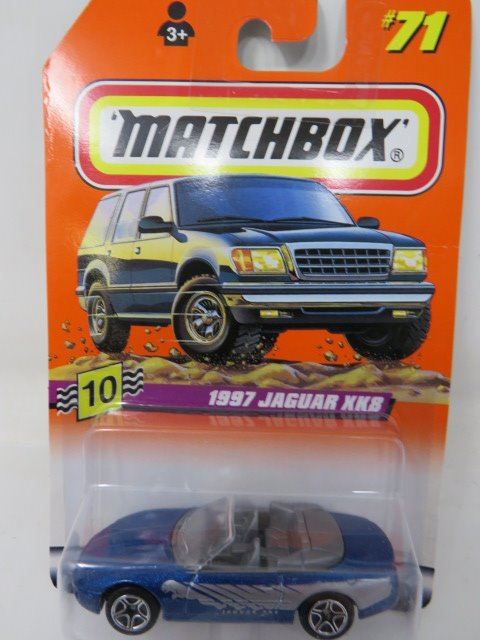 3+
#71
'MATCHBOX'®
10
1997 JAGUAR XK8